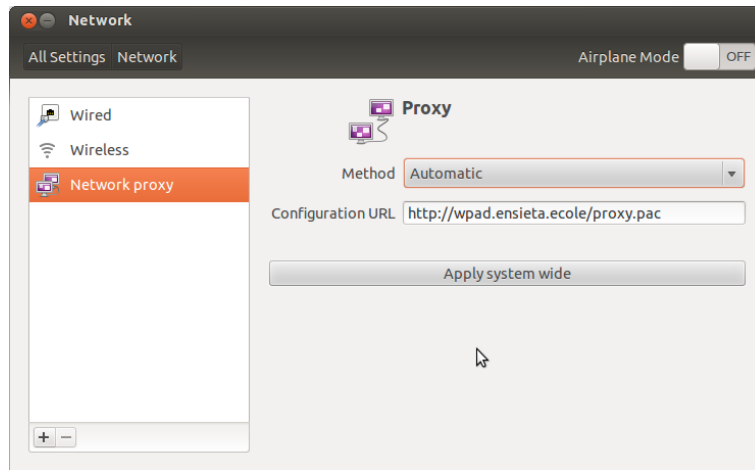 Network
All Settings Network
Airplane Mode OFF
Wired
Wireless
Network proxy
Proxy
Method Automatic
Configuration URL http://wpad.ensieta.ecole/proxy.pac
Apply system wide